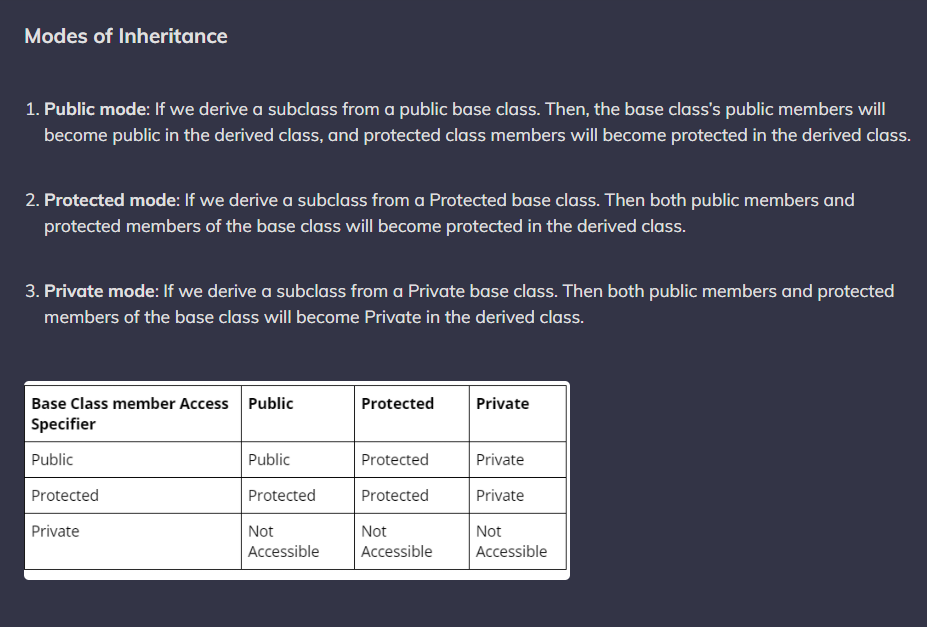 Modes of Inheritance
1. Public mode: If we derive a subclass from a public base class. Then, the base class's public members will
become public in the derived class, and protected class members will become protected in the derived class.
2. Protected mode: If we derive a subclass from a Protected base class. Then both public members and
protected members of the base class will become protected in the derived class.
3. Private mode: If we derive a subclass from a Private base class. Then both public members and protected
members of the base class will become Private in the derived class.
Base Class member Access Public Protected Private
Specifier
Public Public Protected Private
Protected Protected Protected Private
Private Not Not Not
Accessible Accessible Accessible